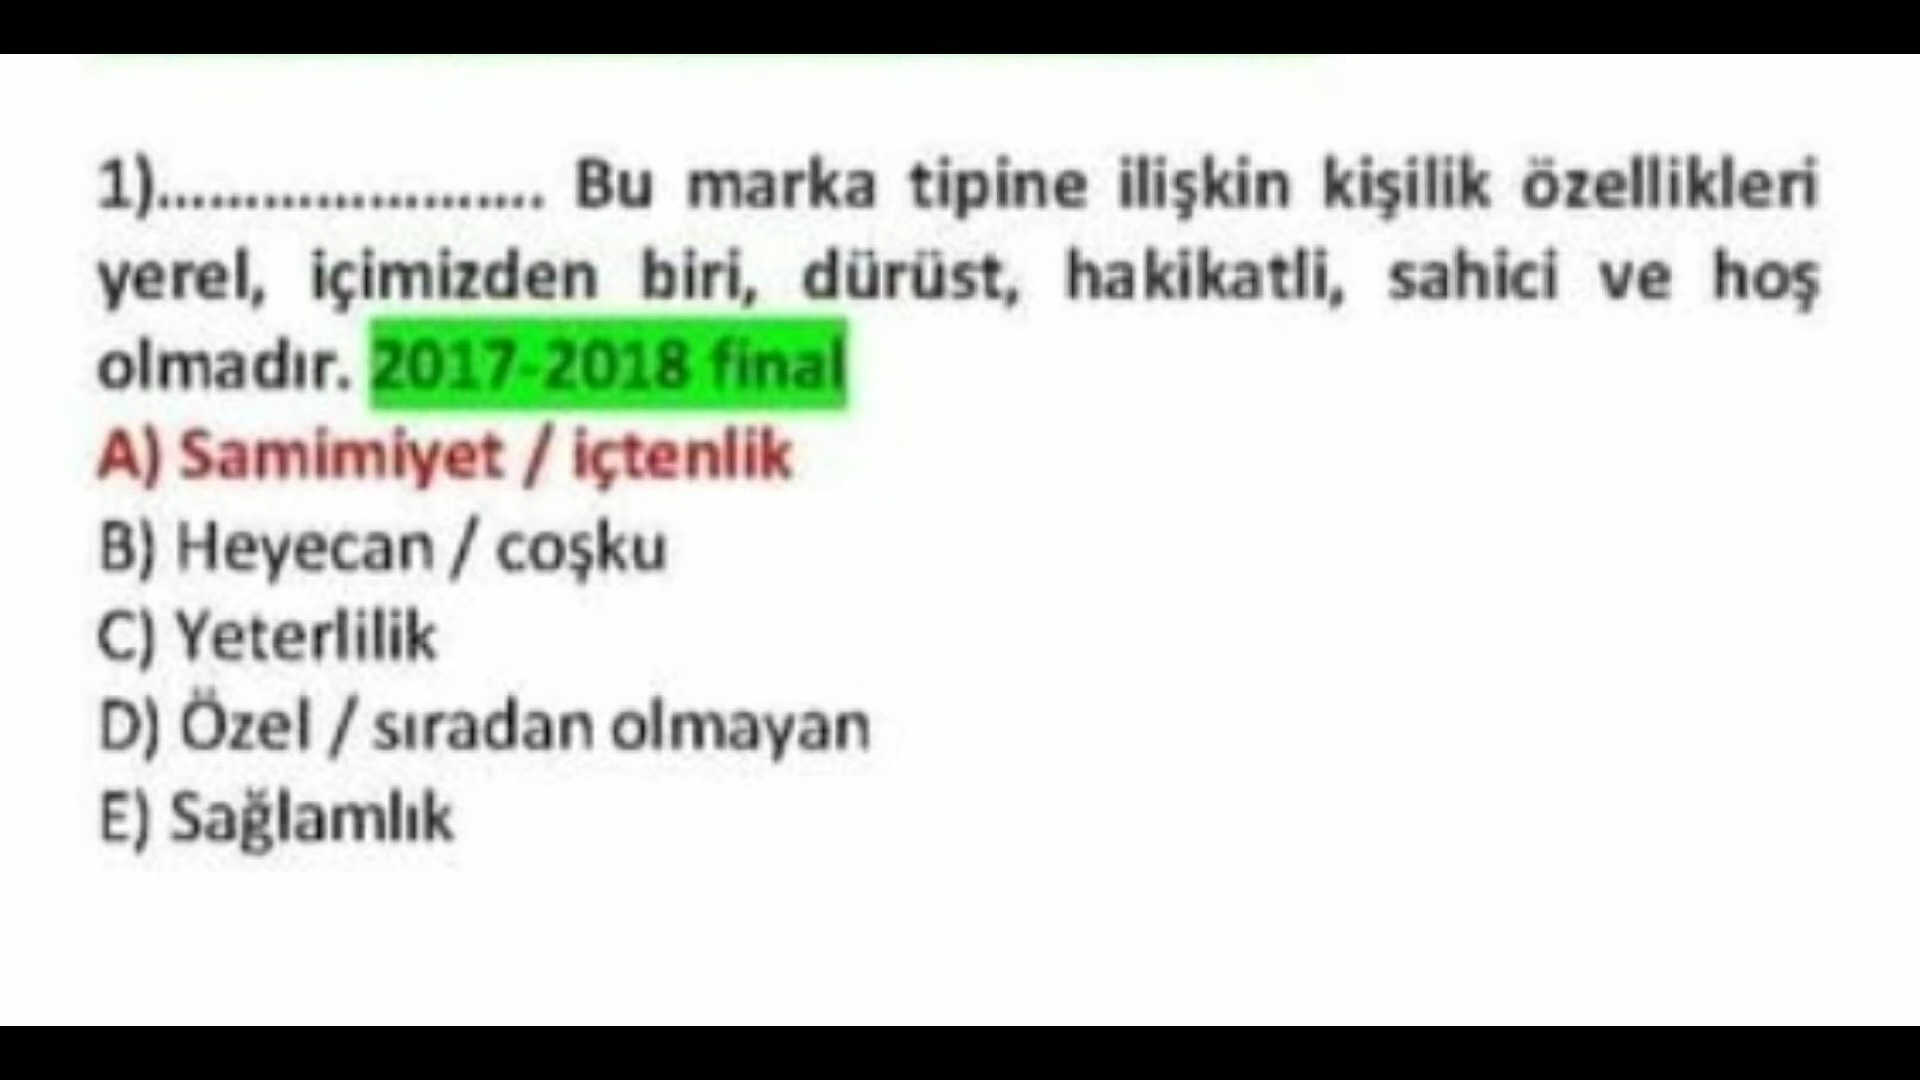 1)........................ Bu marka tipine ilişkin kişilik özellikleri
yerel, içimizden biri, dürüst, hakikatli, sahici ve hoş
olmadır. 2017-2018 final
A) Samimiyet / içtenlik
B) Heyecan / coşku
C) Yeterlilik
D) Özel / sıradan olmayan
E) Sağlamlık